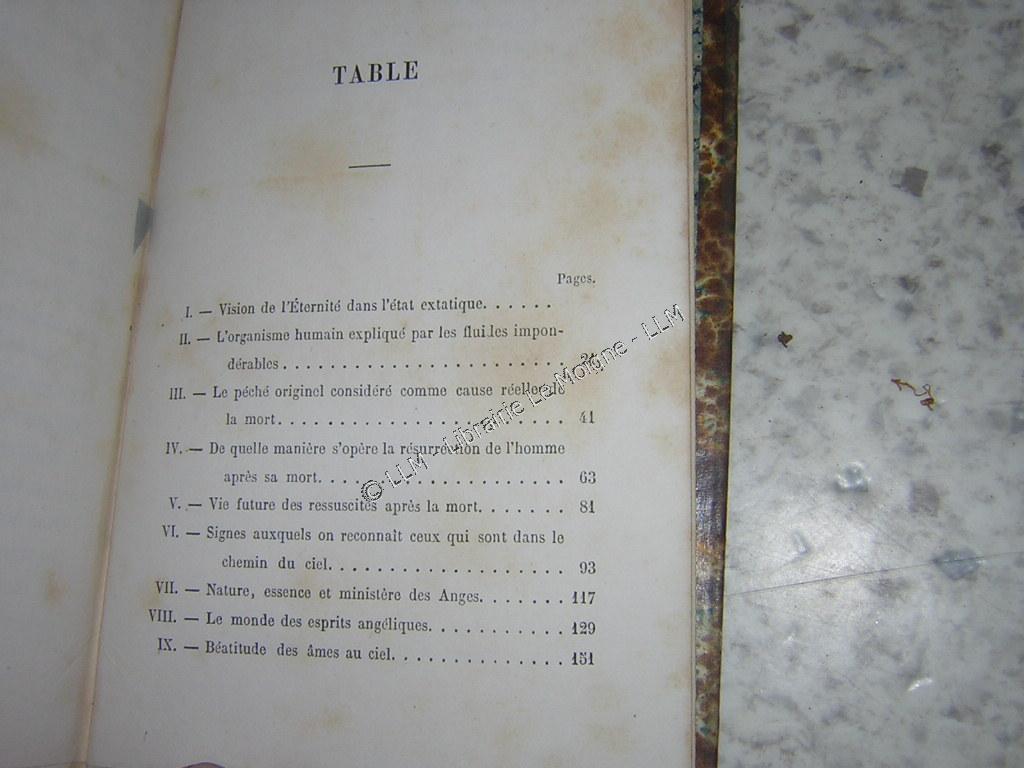 TABLE
Pages.
I. — Vision de l'Éternité dans l'état extatique. . . . . .
II. — L'organisme humain expliqué par les fluides impon-
dérables . . . . . . . . . . . . . . . . . . . . . .
III. — Le péché originel considéré comme cause réelle de
la mort. . . . . . . . . . . . . . . . . . . . . . 41
IV. — De quelle manière s'opère la résurrection de l'homme
après sa mort. . . . . . . . . . . . . . . . . . . 63
V. — Vie future des ressuscités après la mort. . . . . . . 81
VI. — Signes auxquels on reconnaît ceux qui sont dans le
chemin du ciel. . . . . . . . . . . . . . . . . . 93
VII. — Nature, essence et ministère des Anges. . . . . . . 117
VIII. — Le monde des esprits angéliques. . . . . . . . . . . 129
IX. — Béatitude des âmes au ciel. . . . . . . . . . . . . 151
© LLM - Librairie Le Moigne - LLM